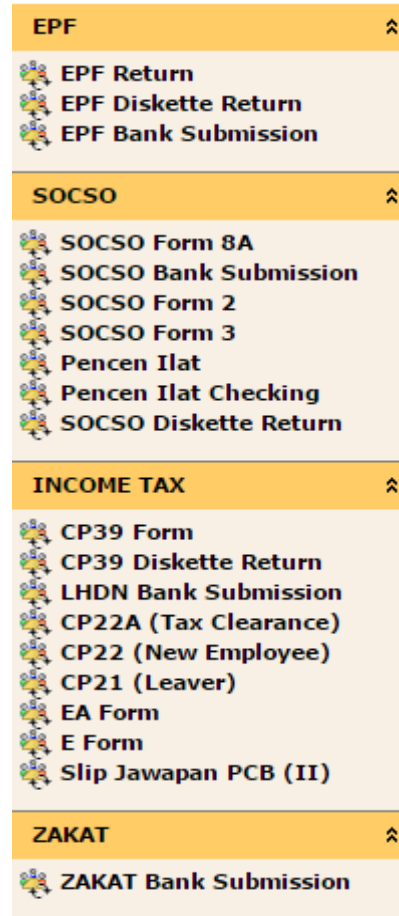 EPF
EPF Return
EPF Diskette Return
EPF Bank Submission
SOCSO
SOCSO Form 8A
SOCSO Bank Submission
SOCSO Form 2
SOCSO Form 3
Pencen Ilat
Pencen Ilat Checking
SOCSO Diskette Return
INCOME TAX
CP39 Form
CP39 Diskette Return
LHDN Bank Submission
CP22A (Tax Clearance)
CP22 (New Employee)
CP21 (Leaver)
EA Form
E Form
Slip Jawapan PCB (II)
ZAKAT
ZAKAT Bank Submission